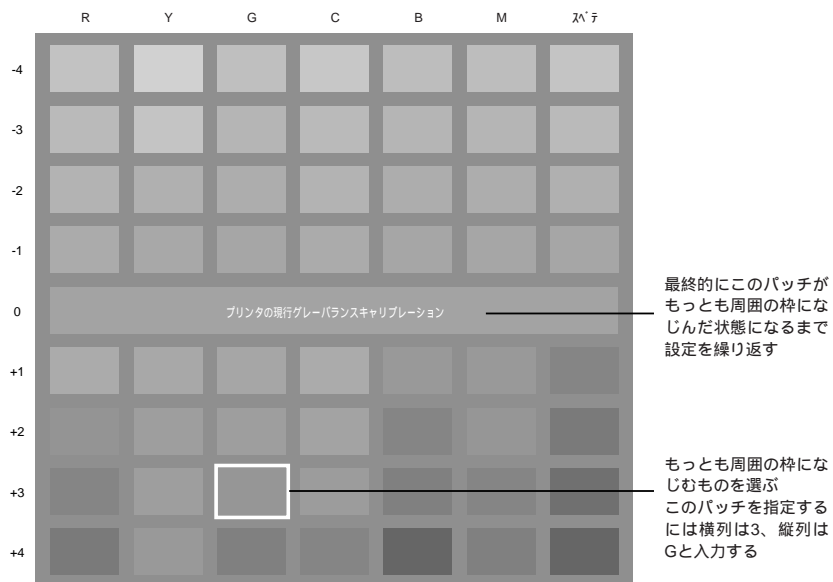 R Y G C B M ｽﾍﾞﾃ
-4
-3
-2
-1
0 プリンタの現行グレーバランスキャリブレーション
最終的にこのパッチが
もっとも周囲の枠にな
じんだ状態になるまで
設定を繰り返す
+1
+2
+3
もっとも周囲の枠にな
じむものを選ぶ
このパッチを指定する
には横列は3、縦列は
Gと入力する
+4